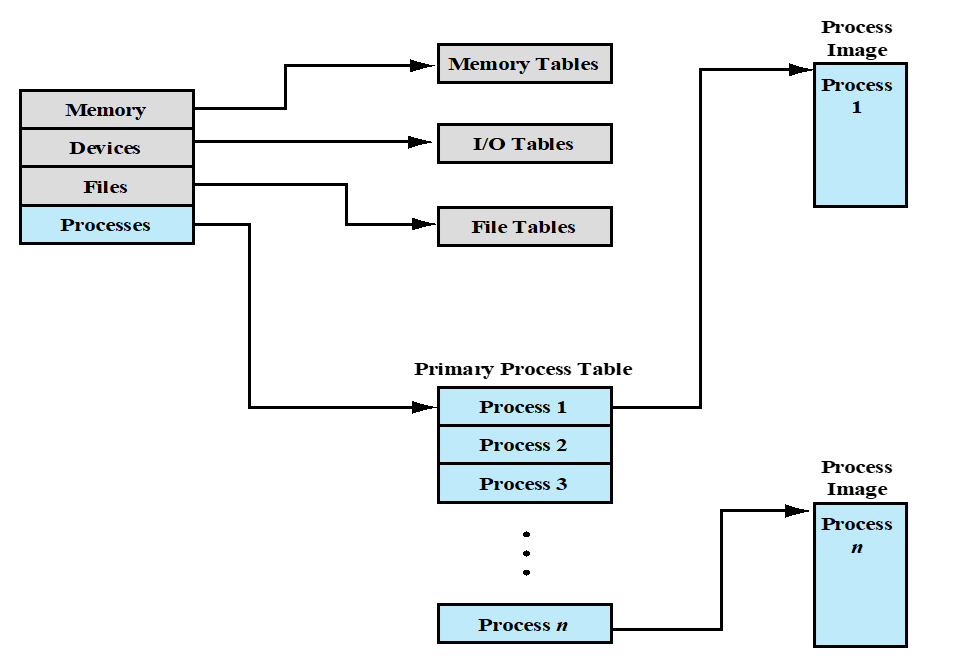 Memory
Devices
Files
Processes
Memory Tables
I/O Tables
File Tables
Primary Process Table
Process 1
Process 2
Process 3
Process n
Process
Image
Process
1
Process
Image
Process
n